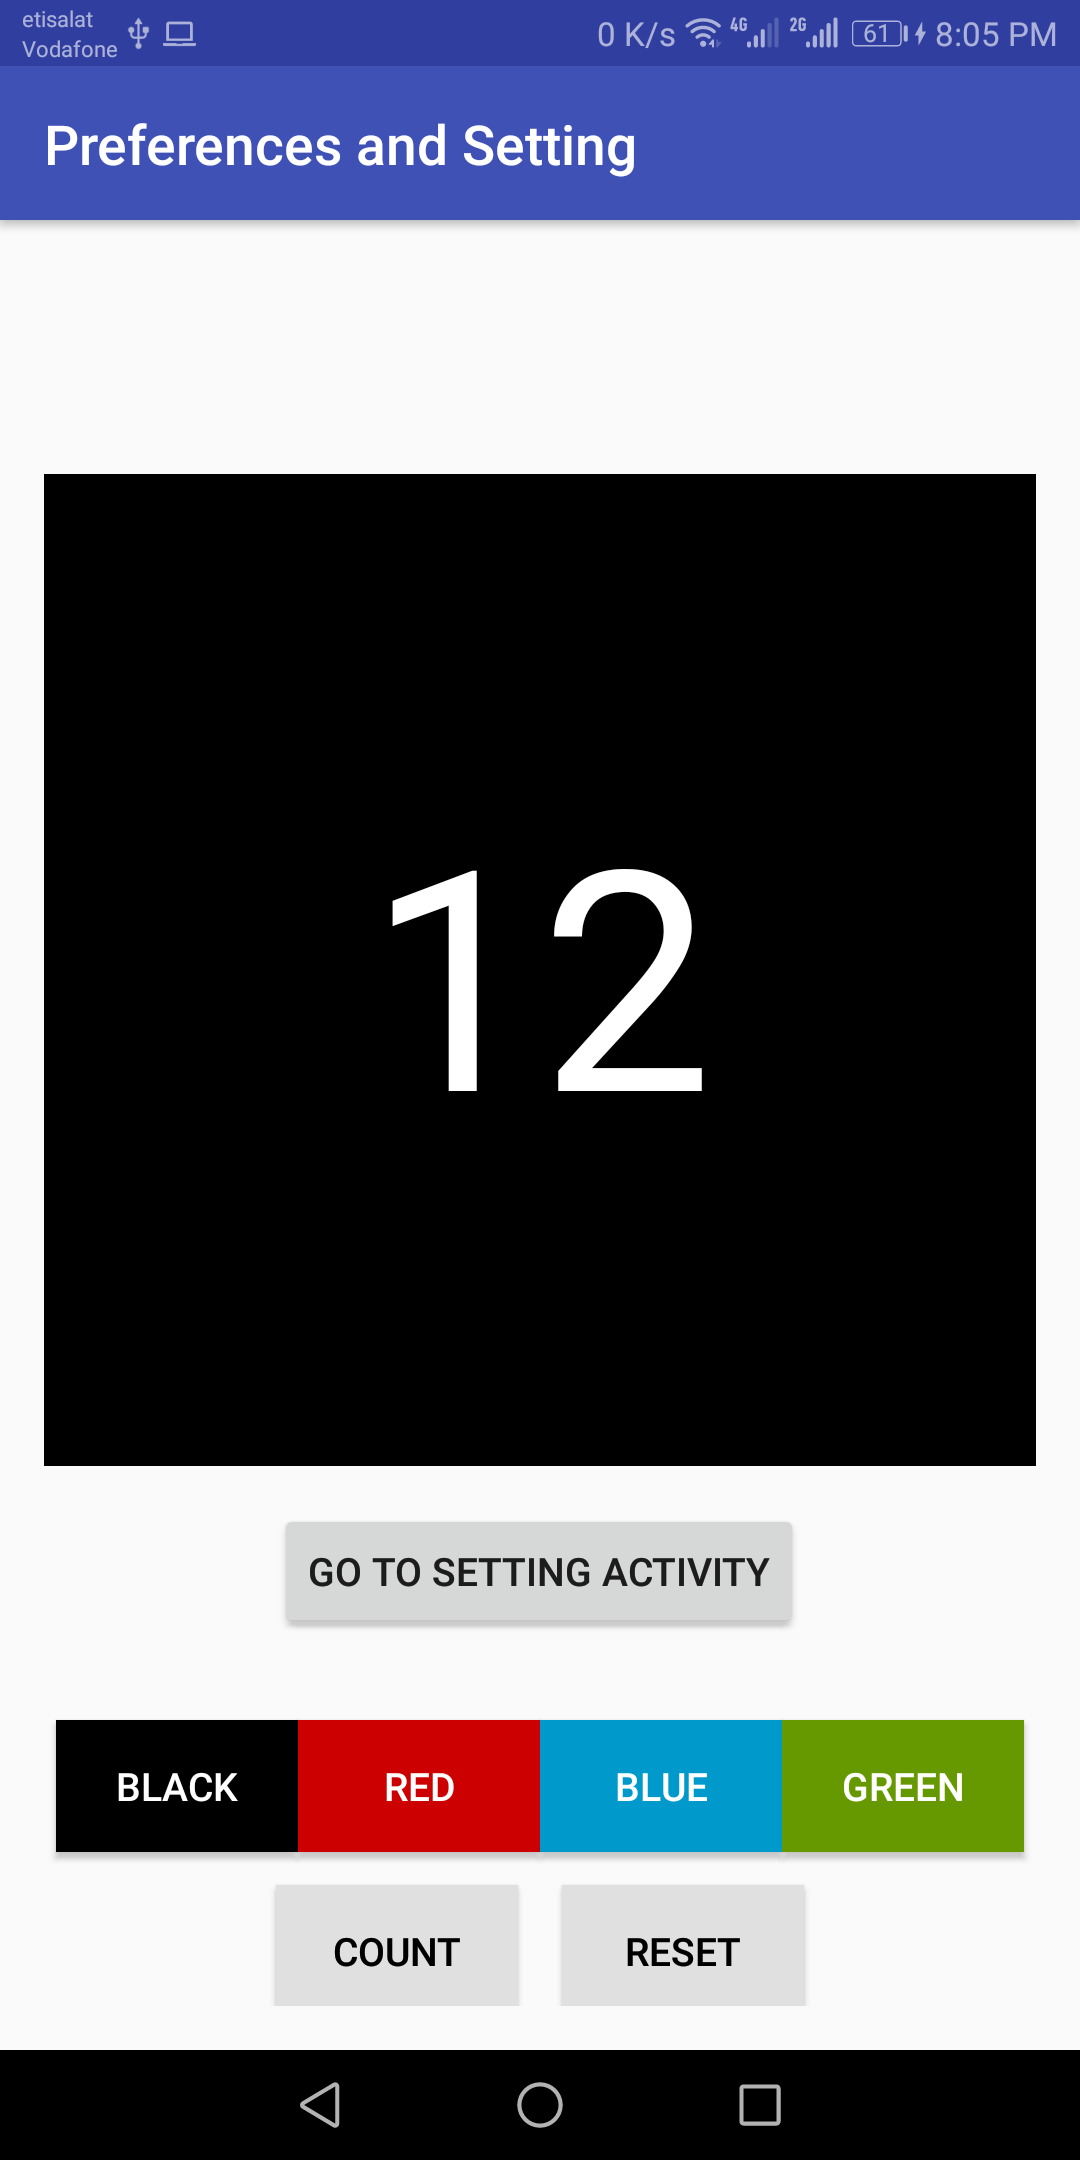 etisalat
Vodafone
0 K/s 4G 2G 61 8:05 PM
Preferences and Setting
12
GO TO SETTING ACTIVITY
BLACK RED BLUE GREEN
COUNT RESET